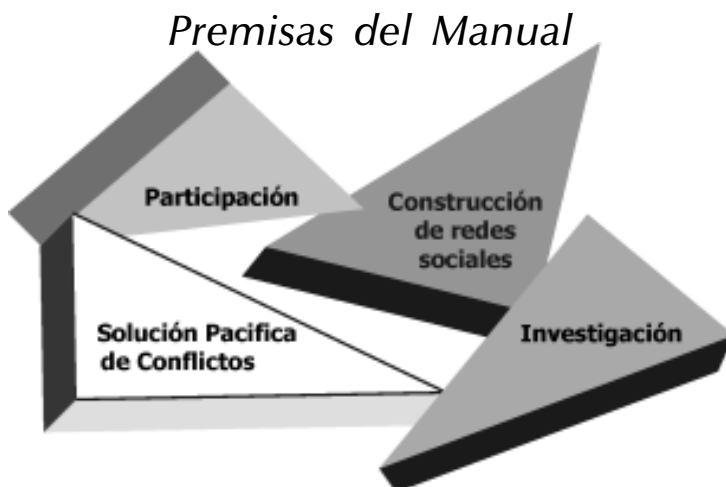 Premisas del Manual
Participación
Construcción
de redes
sociales
Solución Pacifica
de Conflictos
Investigación